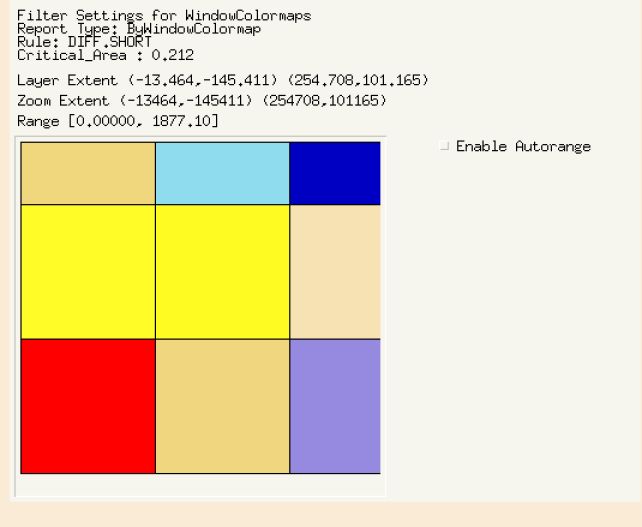 Filter Settings for WindowColormaps
Report Type: ByWindowColormap
Rule: DIFF.SHORT
Critical_Area : 0.212
Layer Extent (-13.464,-145.411) (254.708,101.165)
Zoom Extent (-13464,-145411) (254708,101165)
Range [0.00000, 1877.10]
Enable Autorange